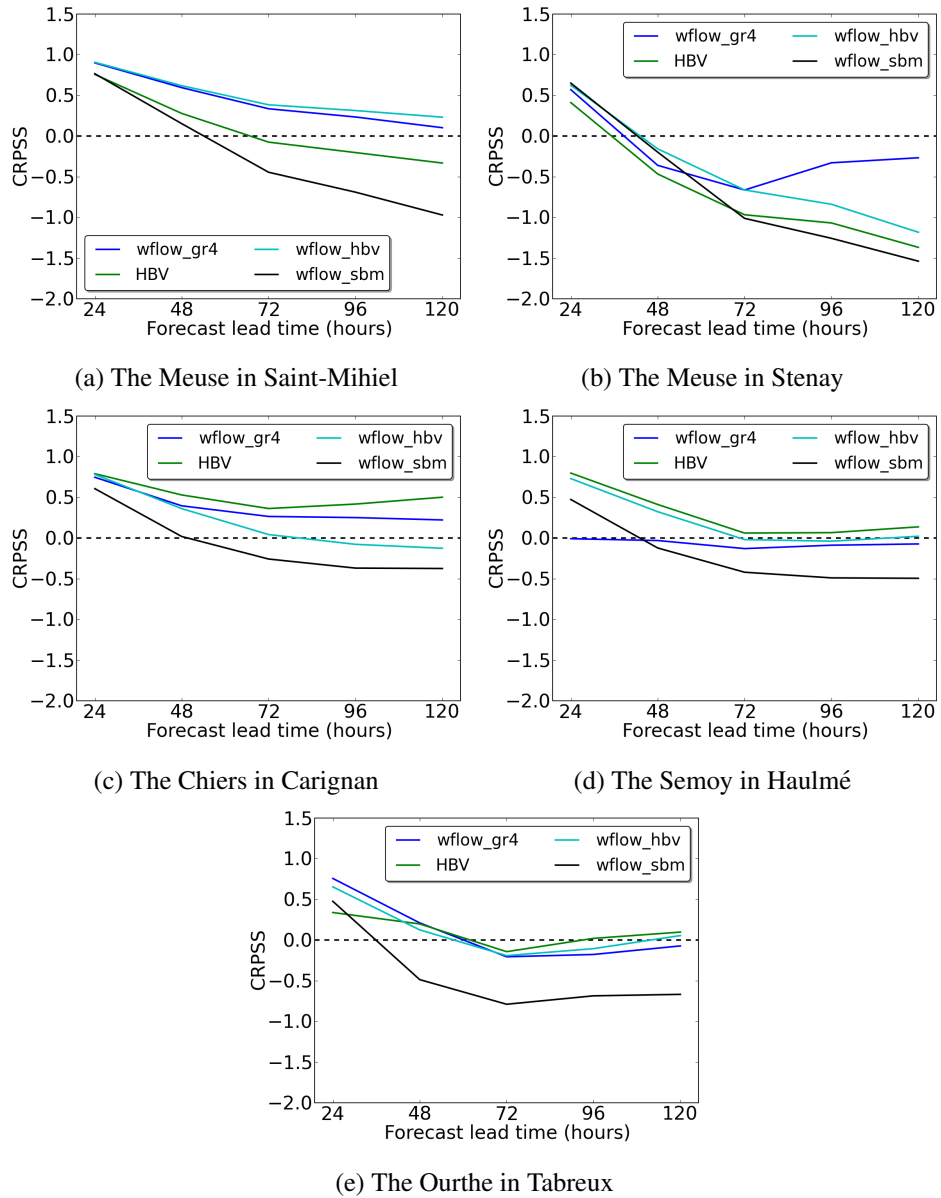 1.5
1.0
0.5
0.0
−0.5
−1.0
−1.5
−2.0
CRPSS
wflow_gr4 wflow_hbv
HBV wflow_sbm
24 48 72 96 120
Forecast lead time (hours)
(a) The Meuse in Saint-Mihiel
1.5
1.0
0.5
0.0
−0.5
−1.0
−1.5
−2.0
CRPSS
wflow_gr4 wflow_hbv
HBV wflow_sbm
24 48 72 96 120
Forecast lead time (hours)
(b) The Meuse in Stenay
1.5
1.0
0.5
0.0
−0.5
−1.0
−1.5
−2.0
CRPSS
wflow_gr4 wflow_hbv
HBV wflow_sbm
24 48 72 96 120
Forecast lead time (hours)
(c) The Chiers in Carignan
1.5
1.0
0.5
0.0
−0.5
−1.0
−1.5
−2.0
CRPSS
wflow_gr4 wflow_hbv
HBV wflow_sbm
24 48 72 96 120
Forecast lead time (hours)
(d) The Semoy in Haulmé
1.5
1.0
0.5
0.0
−0.5
−1.0
−1.5
−2.0
CRPSS
wflow_gr4 wflow_hbv
HBV wflow_sbm
24 48 72 96 120
Forecast lead time (hours)
(e) The Ourthe in Tabreux